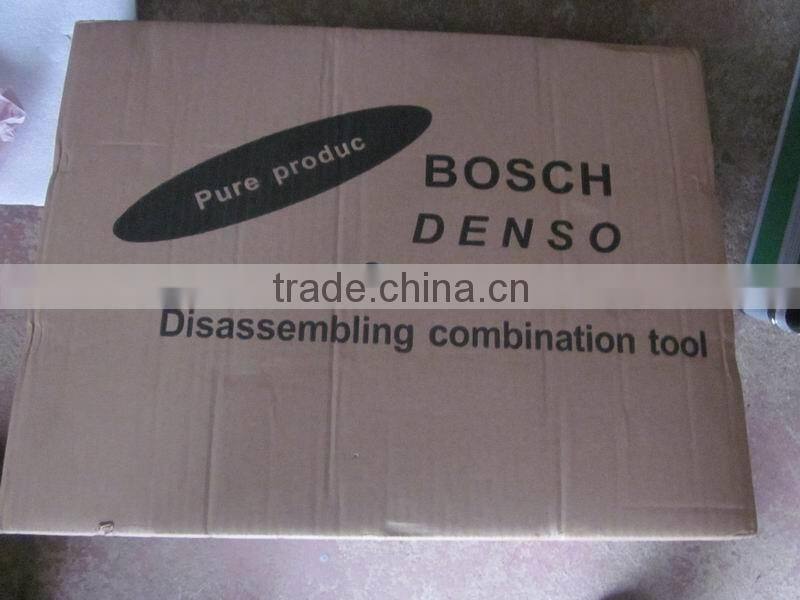 Pure produc
BOSCH
DENSO
trade.china.cn
Disassembling combination tool